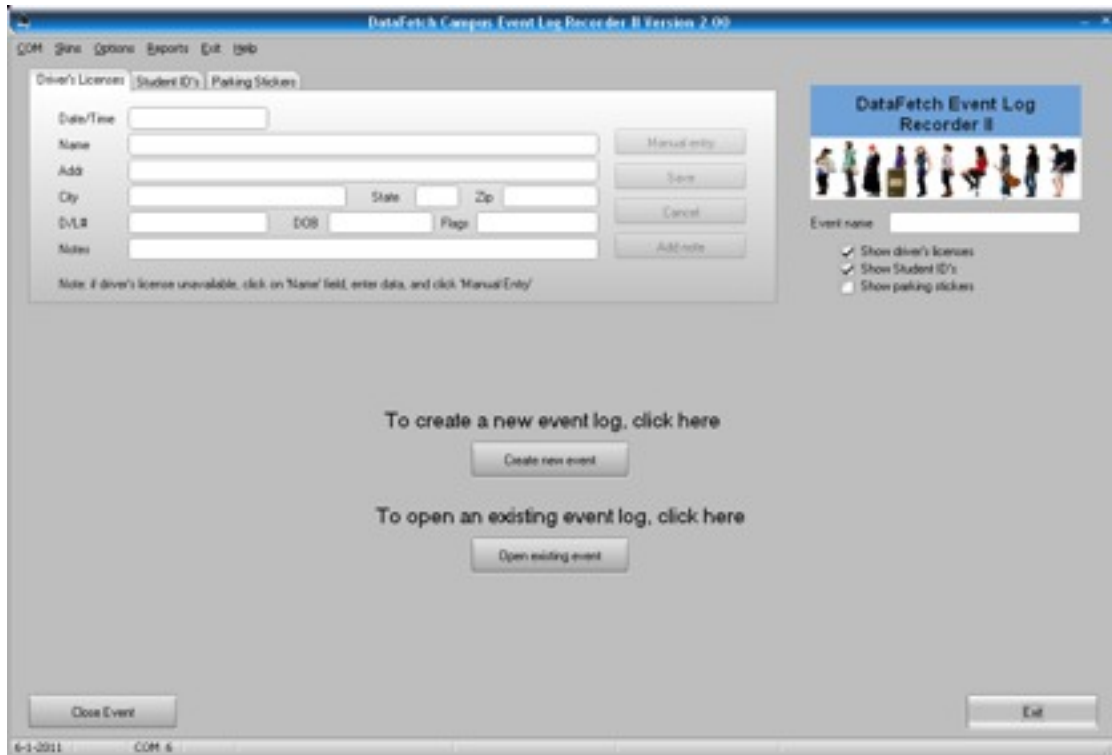 DataFetch Campus Event Log Recorder II Version 2.00
COM Skins Options Reports Exit Help
Driver's Licenses Student ID's Parking Stickers
Date/Time
Name
Addr
City State Zip
D/L# DOB Flags
Notes
Manual entry
Save
Cancel
Add note
Note: if driver's license unavailable, click on 'Name' field, enter data, and click 'Manual Entry'
DataFetch Event Log
Recorder II
Event name
Show driver's licenses
Show Student ID's
Show parking stickers
To create a new event log, click here
Create new event
To open an existing event log, click here
Open existing event
Close Event
Exit
6-1-2011 COM: 6